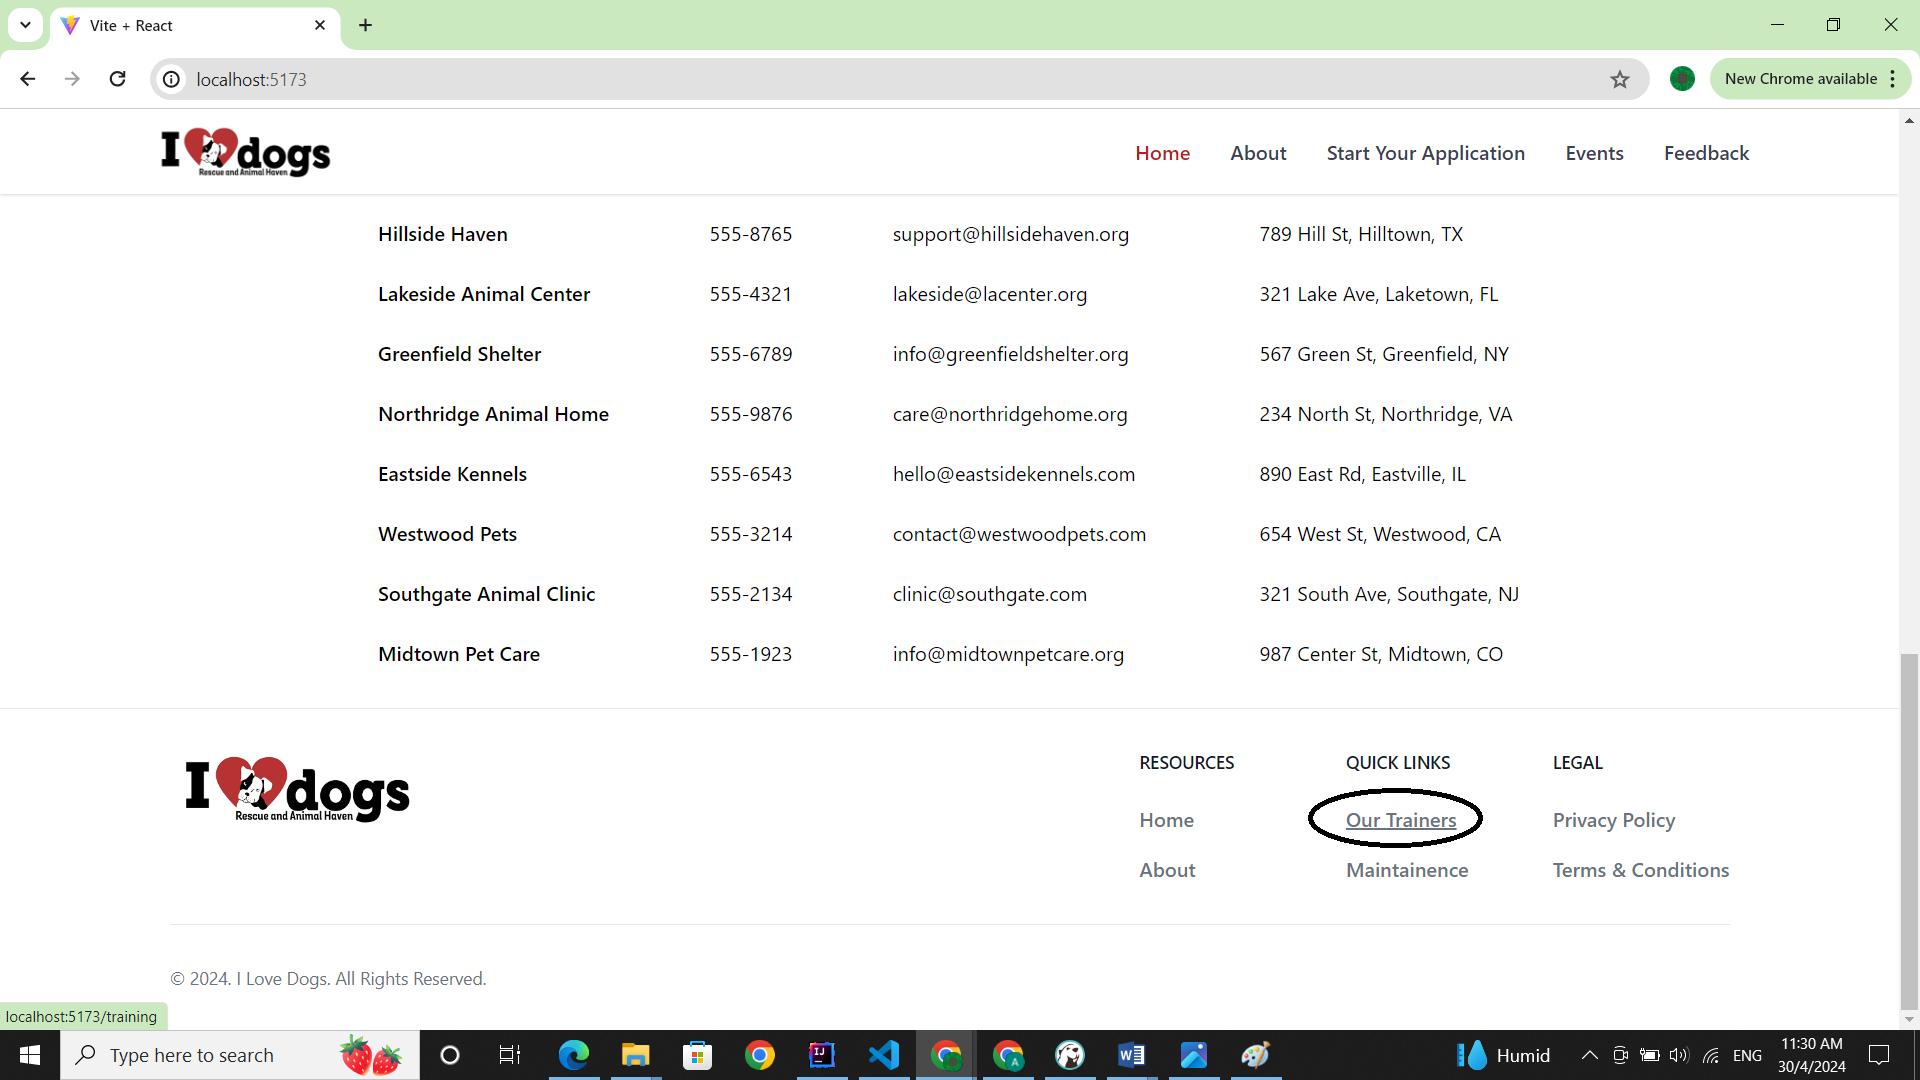 Vite + React
localhost:5173
New Chrome available
I dogs
Rescue and Animal Haven
Home About Start Your Application Events Feedback
Hillside Haven 555-8765 support@hillsidehaven.org 789 Hill St, Hilltown, TX
Lakeside Animal Center 555-4321 lakeside@lacenter.org 321 Lake Ave, Laketown, FL
Greenfield Shelter 555-6789 info@greenfieldshelter.org 567 Green St, Greenfield, NY
Northridge Animal Home 555-9876 care@northridgehome.org 234 North St, Northridge, VA
Eastside Kennels 555-6543 hello@eastsidekennels.com 890 East Rd, Eastville, IL
Westwood Pets 555-3214 contact@westwoodpets.com 654 West St, Westwood, CA
Southgate Animal Clinic 555-2134 clinic@southgate.com 321 South Ave, Southgate, NJ
Midtown Pet Care 555-1923 info@midtownpetcare.org 987 Center St, Midtown, CO
I dogs
Rescue and Animal Haven
RESOURCES QUICK LINKS LEGAL
Home Our Trainers Privacy Policy
About Maintainence Terms & Conditions
© 2024. I Love Dogs. All Rights Reserved.
localhost:5173/training
Type here to search
IJ
A
W
Humid
ENG
11:30 AM
30/4/2024